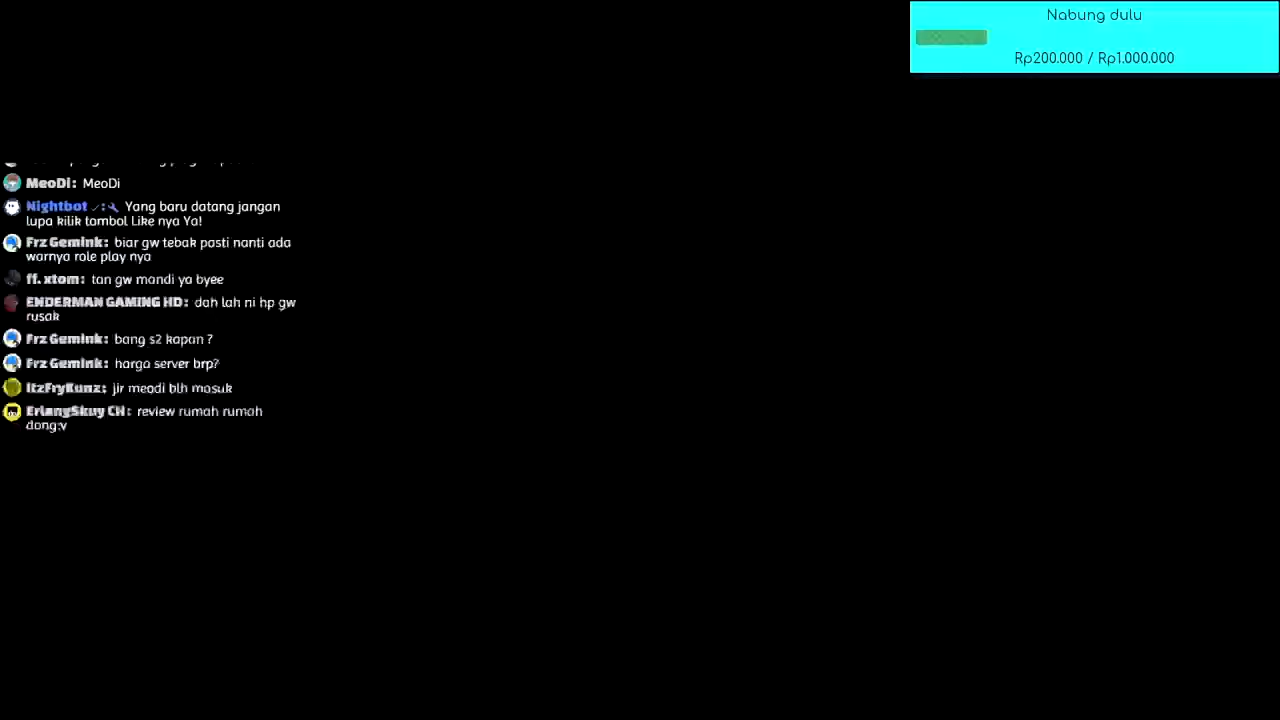 Nabung dulu
Rp200.000 / Rp1.000.000
MeoDi: MeoDi
Nightbot : Yang baru datang jangan
lupa kilik tombol Like nya Ya!
Frz Gemink: biar gw tebak pasti nanti ada
warnya role play nya
ff. xtom: tan gw mandi ya byee
ENDERMAN GAMING HD: dah lah ni hp gw
rusak
Frz Gemink: bang s2 kapan ?
Frz Gemink: harga server brp?
ItzFryKunz: jir meodi blh masuk
ErlangSkuy CH: review rumah rumah
dong:v